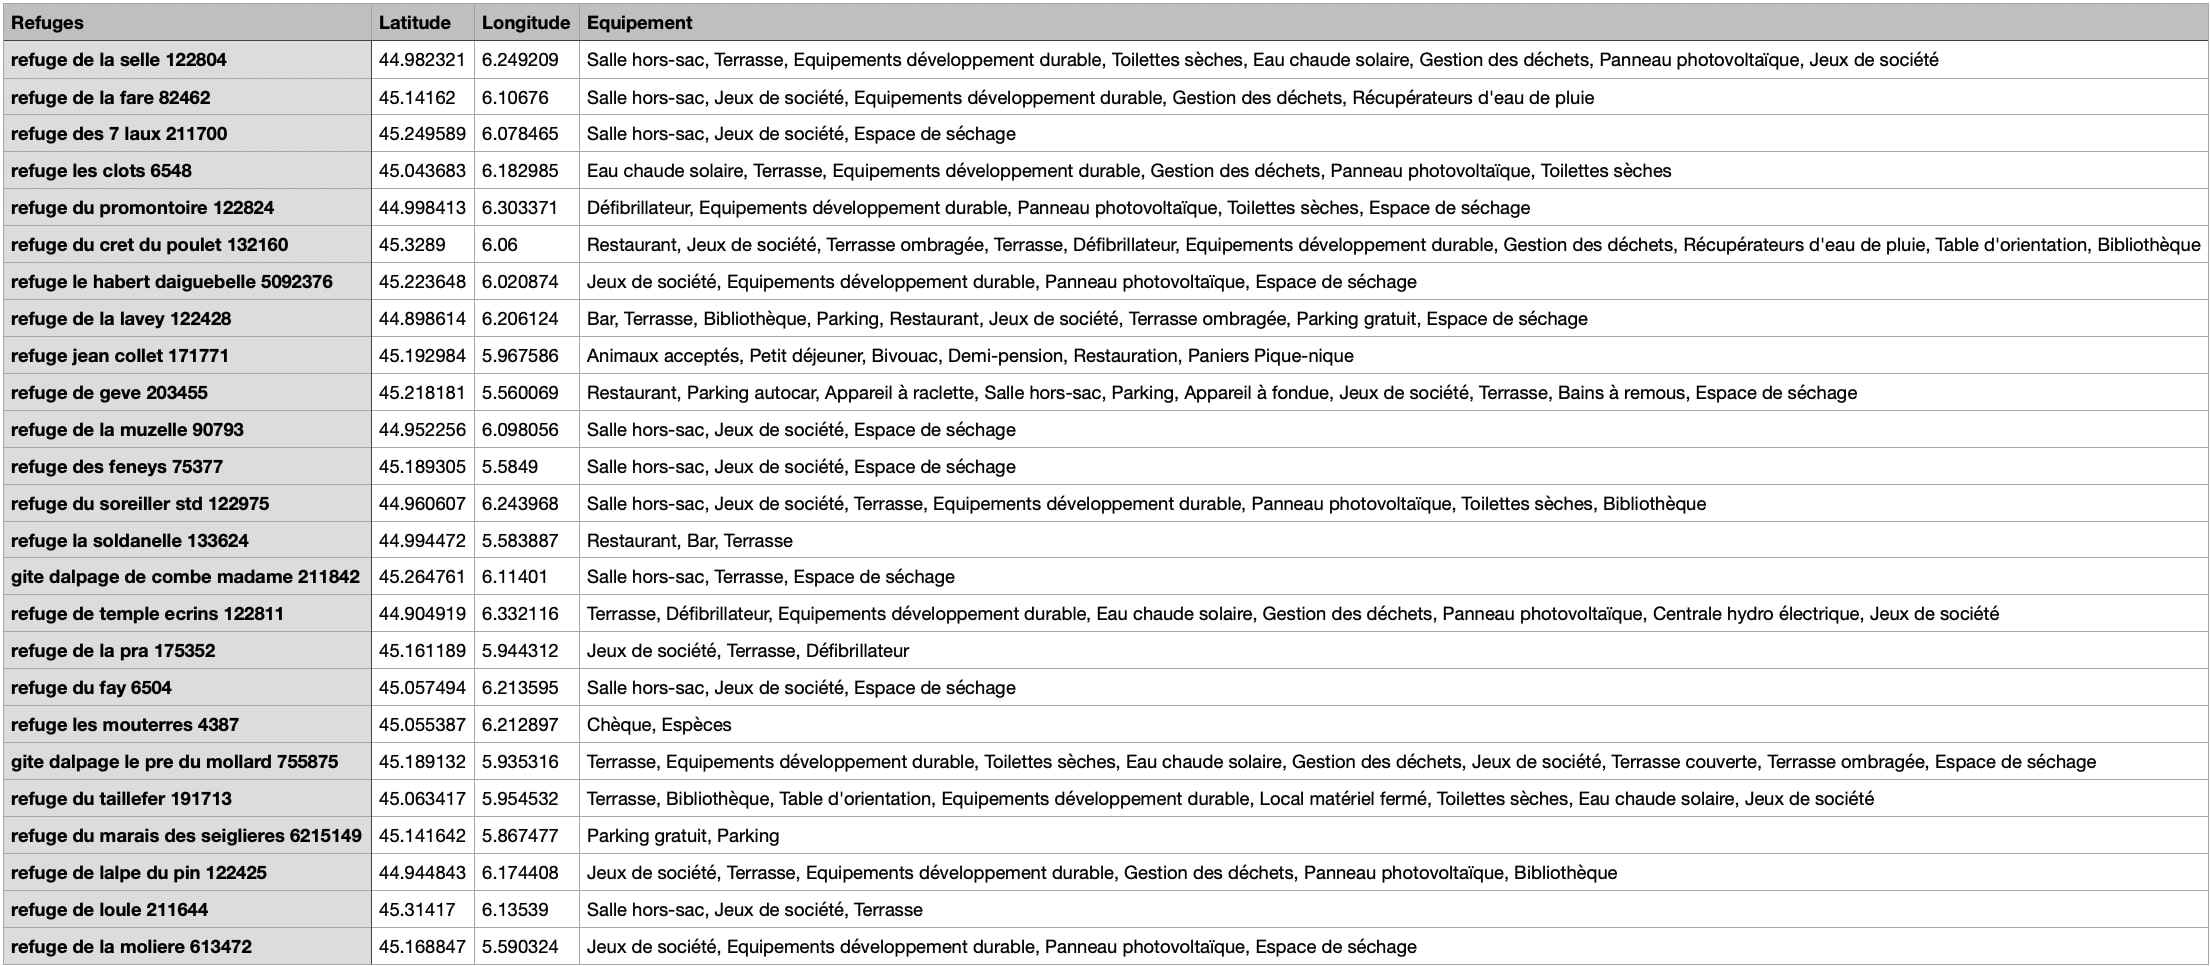 Refuges Latitude Longitude Equipement
refuge de la selle 122804 44.982321 6.249209 Salle hors-sac, Terrasse, Equipements développement durable, Toilettes sèches, Eau chaude solaire, Gestion des déchets, Panneau photovoltaïque, Jeux de société
refuge de la fare 82462 45.14162 6.10676 Salle hors-sac, Jeux de société, Equipements développement durable, Gestion des déchets, Récupérateurs d'eau de pluie
refuge des 7 laux 211700 45.249589 6.078465 Salle hors-sac, Jeux de société, Espace de séchage
refuge les clots 6548 45.043683 6.182985 Eau chaude solaire, Terrasse, Equipements développement durable, Gestion des déchets, Panneau photovoltaïque, Toilettes sèches
refuge du promontoire 122824 44.998413 6.303371 Défibrillateur, Equipements développement durable, Panneau photovoltaïque, Toilettes sèches, Espace de séchage
refuge du cret du poulet 132160 45.3289 6.06 Restaurant, Jeux de société, Terrasse ombragée, Terrasse, Défibrillateur, Equipements développement durable, Gestion des déchets, Récupérateurs d'eau de pluie, Table d'orientation, Bibliothèque
refuge le habert daiguebelle 5092376 45.223648 6.020874 Jeux de société, Equipements développement durable, Panneau photovoltaïque, Espace de séchage
refuge de la lavey 122428 44.898614 6.206124 Bar, Terrasse, Bibliothèque, Parking, Restaurant, Jeux de société, Terrasse ombragée, Parking gratuit, Espace de séchage
refuge jean collet 171771 45.192984 5.967586 Animaux acceptés, Petit déjeuner, Bivouac, Demi-pension, Restauration, Paniers Pique-nique
refuge de geve 203455 45.218181 5.560069 Restaurant, Parking autocar, Appareil à raclette, Salle hors-sac, Parking, Appareil à fondue, Jeux de société, Terrasse, Bains à remous, Espace de séchage
refuge de la muzelle 90793 44.952256 6.098056 Salle hors-sac, Jeux de société, Espace de séchage
refuge des feneys 75377 45.189305 5.5849 Salle hors-sac, Jeux de société, Espace de séchage
refuge du soreiller std 122975 44.960607 6.243968 Salle hors-sac, Jeux de société, Terrasse, Equipements développement durable, Panneau photovoltaïque, Toilettes sèches, Bibliothèque
refuge la soldanelle 133624 44.994472 5.583887 Restaurant, Bar, Terrasse
gite dalpage de combe madame 211842 45.264761 6.11401 Salle hors-sac, Terrasse, Espace de séchage
refuge de temple ecrins 122811 44.904919 6.332116 Terrasse, Défibrillateur, Equipements développement durable, Eau chaude solaire, Gestion des déchets, Panneau photovoltaïque, Centrale hydro électrique, Jeux de société
refuge de la pra 175352 45.161189 5.944312 Jeux de société, Terrasse, Défibrillateur
refuge du fay 6504 45.057494 6.213595 Salle hors-sac, Jeux de société, Espace de séchage
refuge les mouterres 4387 45.055387 6.212897 Chèque, Espèces
gite dalpage le pre du mollard 755875 45.189132 5.935316 Terrasse, Equipements développement durable, Toilettes sèches, Eau chaude solaire, Gestion des déchets, Jeux de société, Terrasse couverte, Terrasse ombragée, Espace de séchage
refuge du taillefer 191713 45.063417 5.954532 Terrasse, Bibliothèque, Table d'orientation, Equipements développement durable, Local matériel fermé, Toilettes sèches, Eau chaude solaire, Jeux de société
refuge du marais des seiglieres 6215149 45.141642 5.867477 Parking gratuit, Parking
refuge de lalpe du pin 122425 44.944843 6.174408 Jeux de société, Terrasse, Equipements développement durable, Gestion des déchets, Panneau photovoltaïque, Bibliothèque
refuge de loule 211644 45.31417 6.13539 Salle hors-sac, Jeux de société, Terrasse
refuge de la moliere 613472 45.168847 5.590324 Jeux de société, Equipements développement durable, Panneau photovoltaïque, Espace de séchage